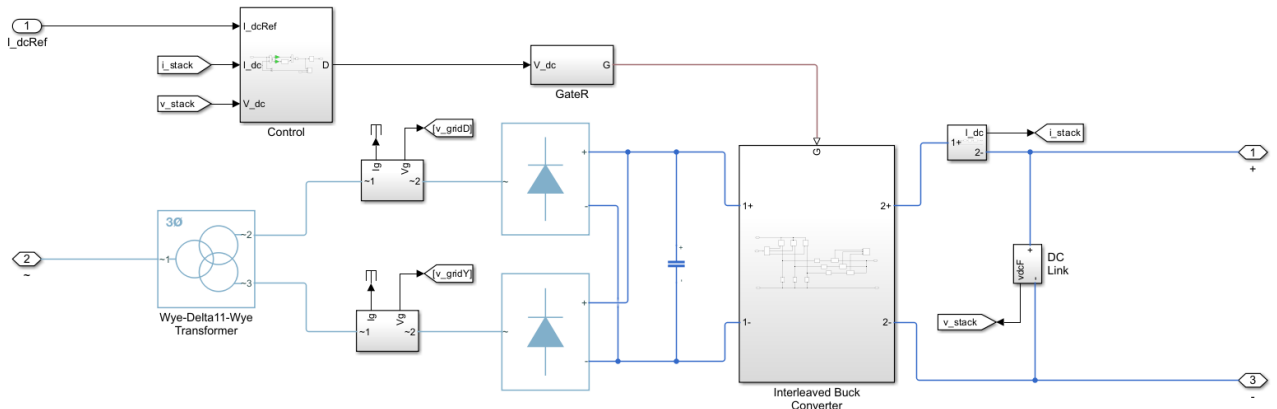 1
I_dcRef
I_dcRef
i_stack
I_dc
v_stack
V_dc
D
Control
V_dc
G
GateR
[v_gridD]
Ig
Vg
~1
~2
~
+
-
G
1+
1-
2+
2-
Interleaved Buck
Converter
I_dc
1+
2-
i_stack
1
+
3Ø
~1
~2
~3
Wye-Delta11-Wye
Transformer
2
~
[v_gridY]
Ig
Vg
~1
~2
~
+
-
+
-
+
vdcF
-
DC
Link
v_stack
3
-